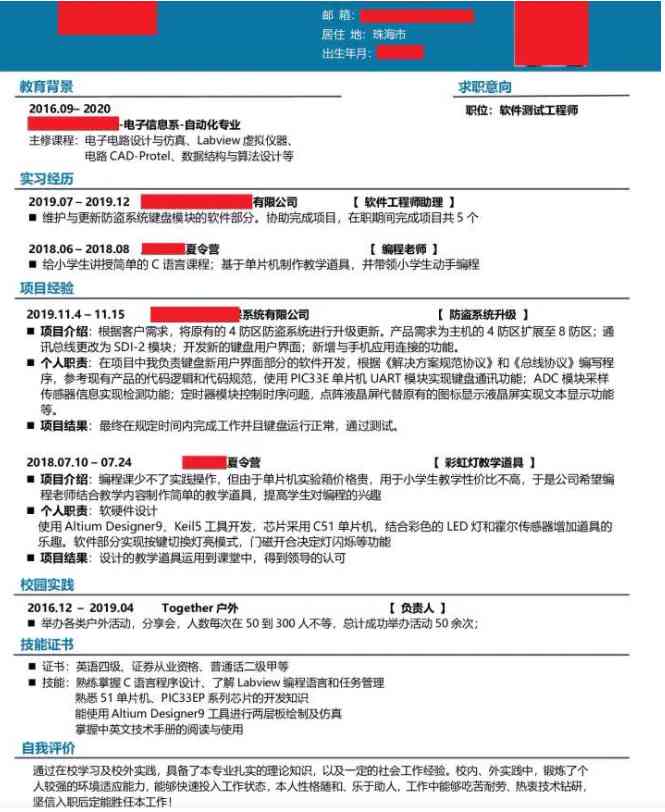 邮 箱：
居住 地：珠海市
出生年月：
教育背景
求职意向
2016.09– 2020
职位：软件测试工程师
-电子信息系-自动化专业
主修课程：电子电路设计与仿真、Labview 虚拟仪器、
电路 CAD-Protel、数据结构与算法设计等
实习经历
2019.07 – 2019.12 有限公司 【 软件工程师助理 】
■ 维护与更新防盗系统键盘模块的软件部分。协助完成项目，在职期间完成项目共 5 个
2018.06 – 2018.08 夏令营 【 编程老师 】
■ 给小学生讲授简单的 C 语言课程；基于单片机制作教学道具，并带领小学生动手编程
项目经验
2019.11.4 – 11.15 系统有限公司 【 防盗系统升级 】
■ 项目介绍：根据客户需求，将原有的 4 防区防盗系统进行升级更新。产品需求为主机的 4 防区扩展至 8 防区；通
讯总线更改为 SDI-2 模块；开发新的键盘用户界面；新增与手机应用连接的功能。
■ 个人职责：在项目中我负责键盘新用户界面部分的软件开发，根据《解决方案规范协议》和《总线协议》编写程
序，参考现有产品的代码逻辑和代码规范，使用 PIC33E 单片机 UART 模块实现键盘通讯功能；ADC 模块采样
传感器信息实现检测功能；定时器模块控制时序问题，点阵液晶屏代替原有的图标显示液晶屏实现文本显示功能
等。
■ 项目结果：最终在规定时间内完成工作并且键盘运行正常，通过测试。
2018.07.10 – 07.24 夏令营 【 彩虹灯教学道具 】
■ 项目介绍：编程课少不了实践操作，但由于单片机实验箱价格贵，用于小学生教学性价比不高，于是公司希望编
程老师结合教学内容制作简单的教学道具，提高学生对编程的兴趣
■ 个人职责：软硬件设计
使用 Altium Designer9、Keil5 工具开发，芯片采用 C51 单片机，结合彩色的 LED 灯和霍尔传感器增加道具的
乐趣。软件部分实现按键切换灯亮模式，门磁开合决定灯闪烁等功能
■ 项目结果：设计的教学道具运用到课堂中，得到领导的认可
校园实践
2016.12 – 2019.04 Together 户外 【 负责人 】
■ 举办各类户外活动，分享会，人数每次在 50 到 300 人不等，总计成功举办活动 50 余次；
技能证书
■ 证书：英语四级、证券从业资格、普通话二级甲等
■ 技能：熟练掌握 C 语言程序设计、了解 Labview 编程语言和任务管理
熟悉 51 单片机、PIC33EP 系列芯片的开发知识
能使用 Altium Designer9 工具进行两层板绘制及仿真
掌握中英文技术手册的阅读与使用
自我评价
通过在校学习及校外实践，具备了本专业扎实的理论知识，以及一定的社会工作经验。校内、外实践中，锻炼了个
人较强的环境适应能力，能够快速投入工作状态，本人性格随和、乐于助人，工作中能够吃苦耐劳、热衷技术钻研，
坚信入职后定能胜任本工作！